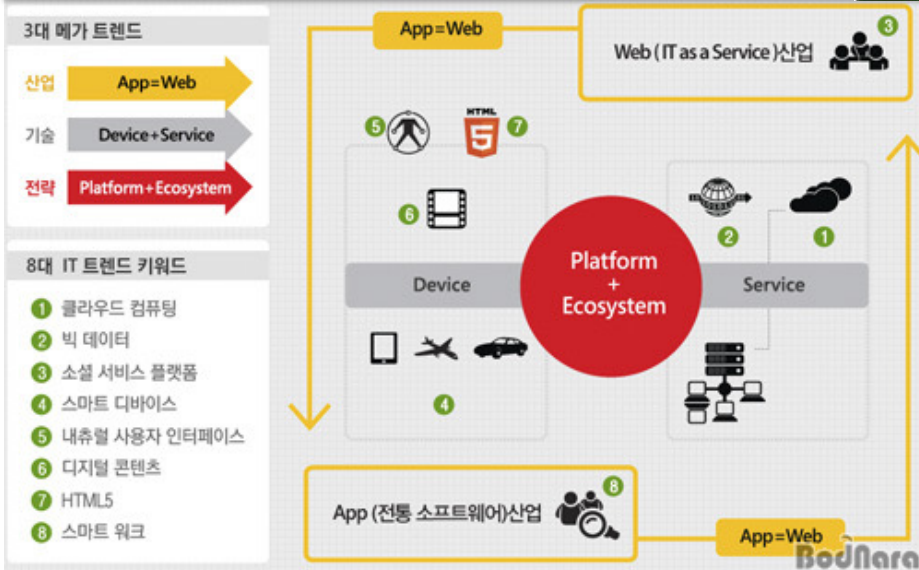 3대 메가 트렌드
산업 App=Web
기술 Device+Service
전략 Platform+Ecosystem
8대 IT 트렌드 키워드
1 클라우드 컴퓨팅
2 빅 데이터
3 소셜 서비스 플랫폼
4 스마트 디바이스
5 내츄럴 사용자 인터페이스
6 디지털 콘텐츠
7 HTML5
8 스마트 워크
App=Web
Web (IT as a Service)산업
3
5
HTML
5
7
6
2
1
Device
Platform
+
Ecosystem
Service
4
App (전통 소프트웨어)산업
8
App=Web
BodNara